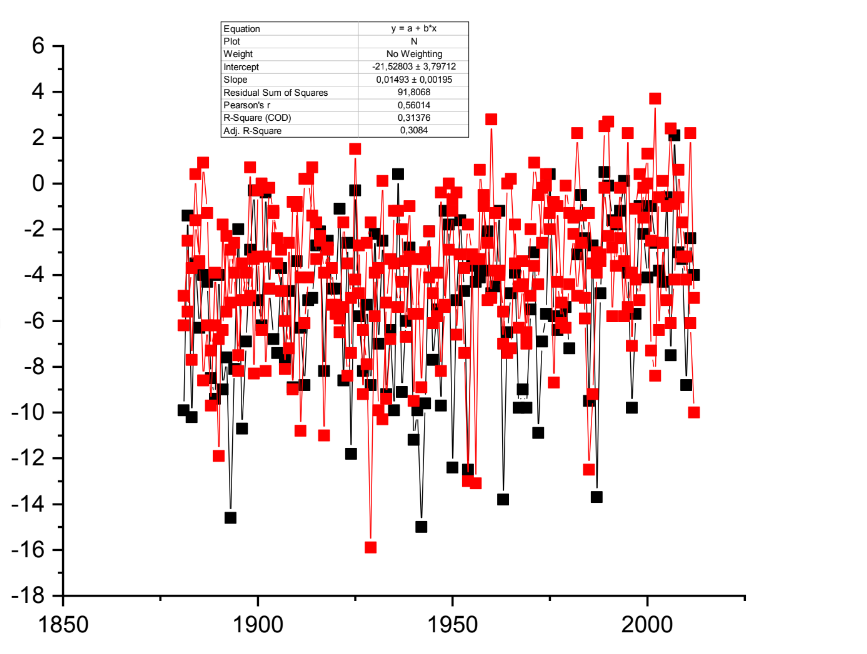 Equation y = a + b*x
Plot N
Weight No Weighting
Intercept -21,52803 ± 3,79712
Slope 0,01493 ± 0,00195
Residual Sum of Squares 91,8068
Pearson's r 0,56014
R-Square (COD) 0,31376
Adj. R-Square 0,3084
6
4
2
0
-2
-4
-6
-8
-10
-12
-14
-16
-18
1850 1900 1950 2000